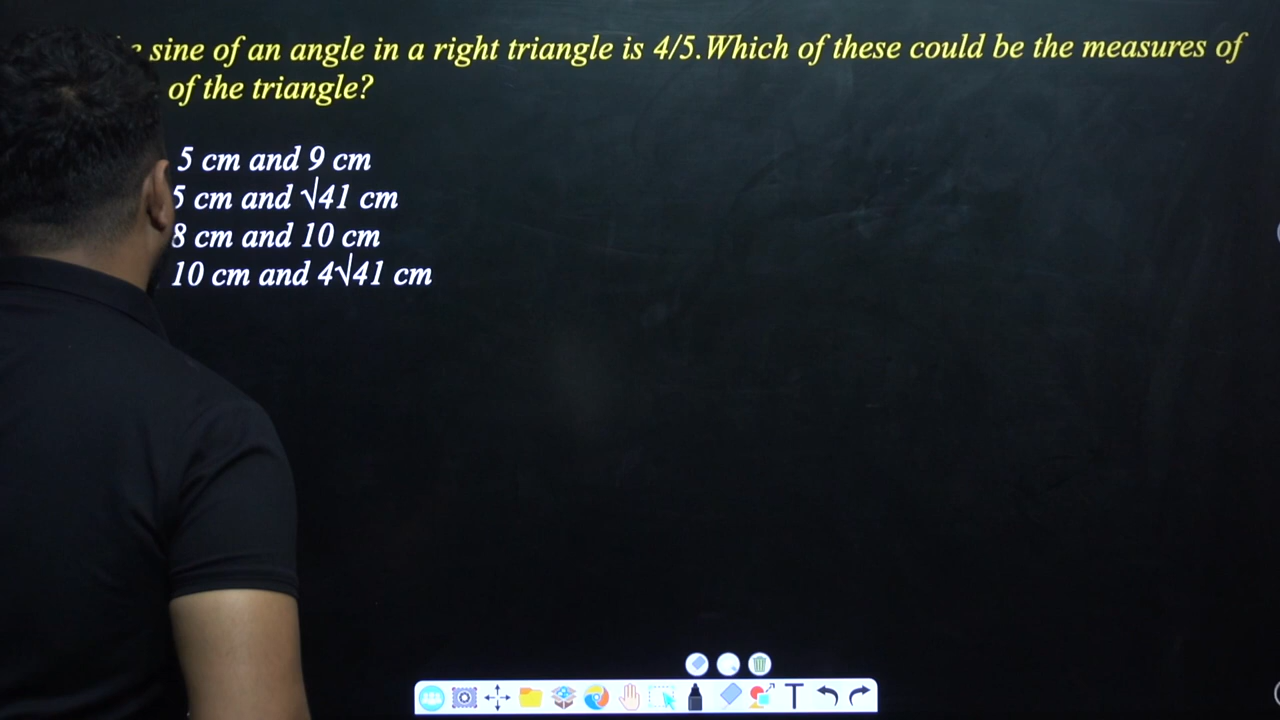 sine of an angle in a right triangle is 4/5.Which of these could be the measures of
of the triangle?
5 cm and 9 cm
5 cm and √41 cm
8 cm and 10 cm
10 cm and 4√41 cm
T